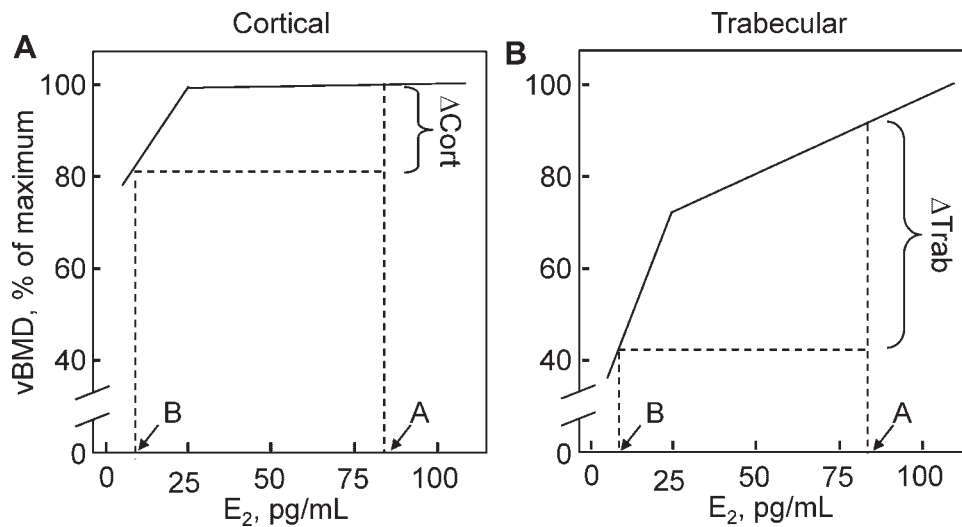 A
Cortical
vBMD, % of maximum
100
80
60
40
0
ΔCort
B
A
0
25
50
75
100
E2, pg/mL
B
Trabecular
100
80
60
40
0
ΔTrab
B
A
0
25
50
75
100
E2, pg/mL